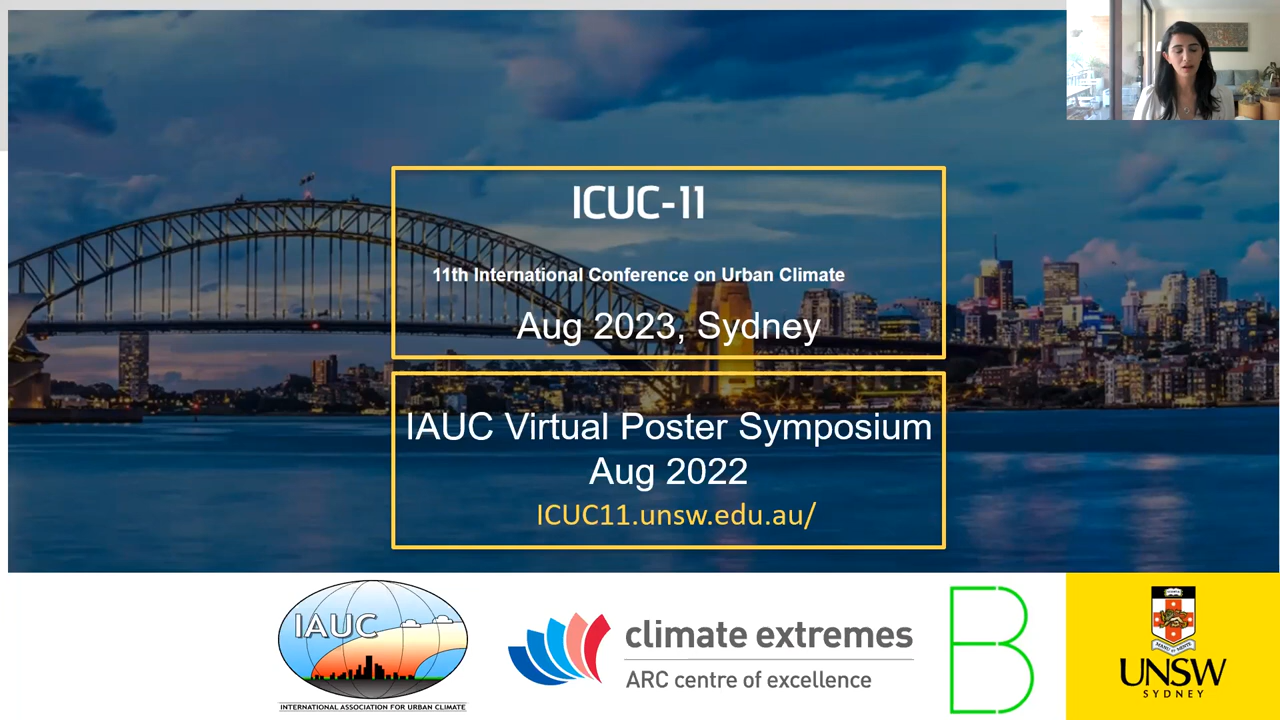 ICUC-11
11th International Conference on Urban Climate
Aug 2023, Sydney
IAUC Virtual Poster Symposium
Aug 2022
ICUC11.unsw.edu.au/
IAUC
INTERNATIONAL ASSOCIATION FOR URBAN CLIMATE
climate extremes
ARC centre of excellence
B
UNSW
SYDNEY